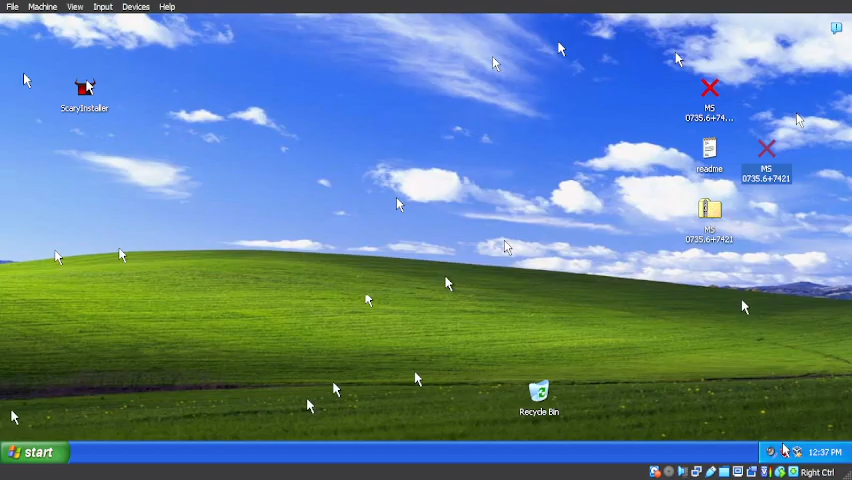 File Machine View Input Devices Help
ScaryInstaller
MS
0735.6+74...
readme
MS
0735.6+7421
MS
0735.6+7421
Recycle Bin
start
12:37 PM
Right Ctrl